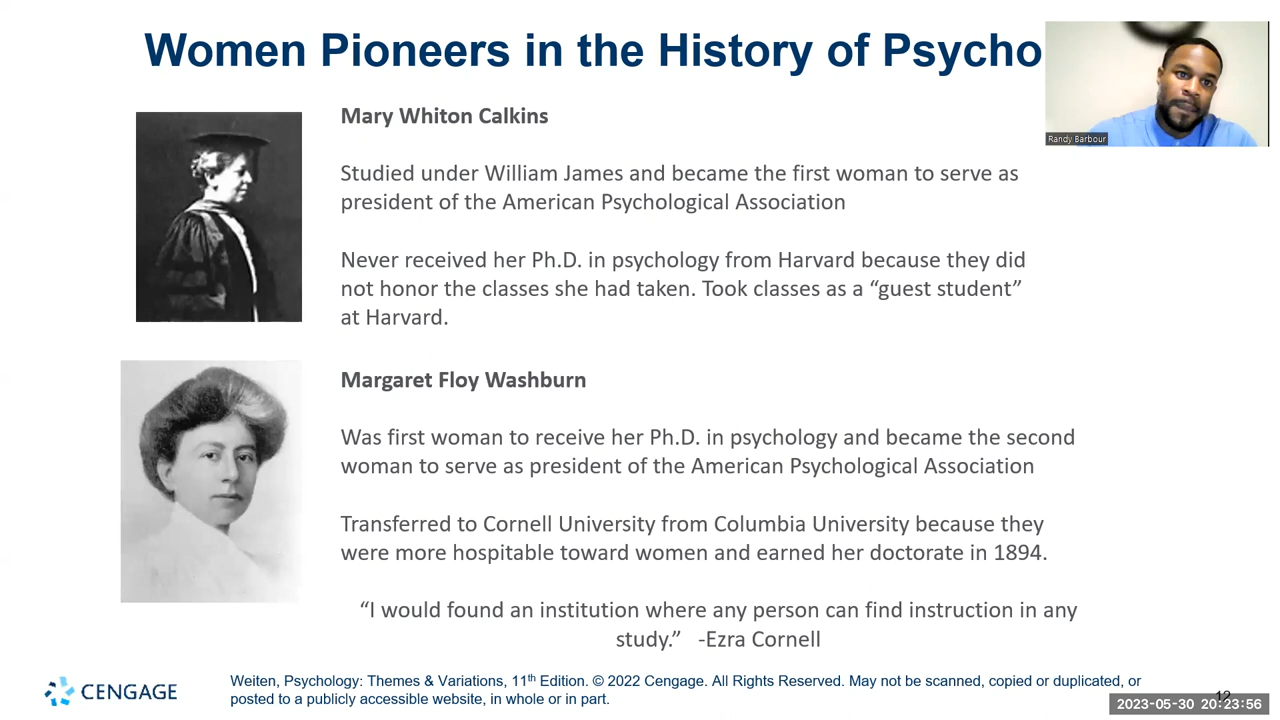 Women Pioneers in the History of Psycho
Randy Barbour
Mary Whiton Calkins
Studied under William James and became the first woman to serve as
president of the American Psychological Association
Never received her Ph.D. in psychology from Harvard because they did
not honor the classes she had taken. Took classes as a “guest student”
at Harvard.
Margaret Floy Washburn
Was first woman to receive her Ph.D. in psychology and became the second
woman to serve as president of the American Psychological Association
Transferred to Cornell University from Columbia University because they
were more hospitable toward women and earned her doctorate in 1894.
“I would found an institution where any person can find instruction in any
study.” -Ezra Cornell
CENGAGE
Weiten, Psychology: Themes & Variations, 11th Edition. © 2022 Cengage. All Rights Reserved. May not be scanned, copied or duplicated, or
posted to a publicly accessible website, in whole or in part.
12
2023-05-30 20:23:56